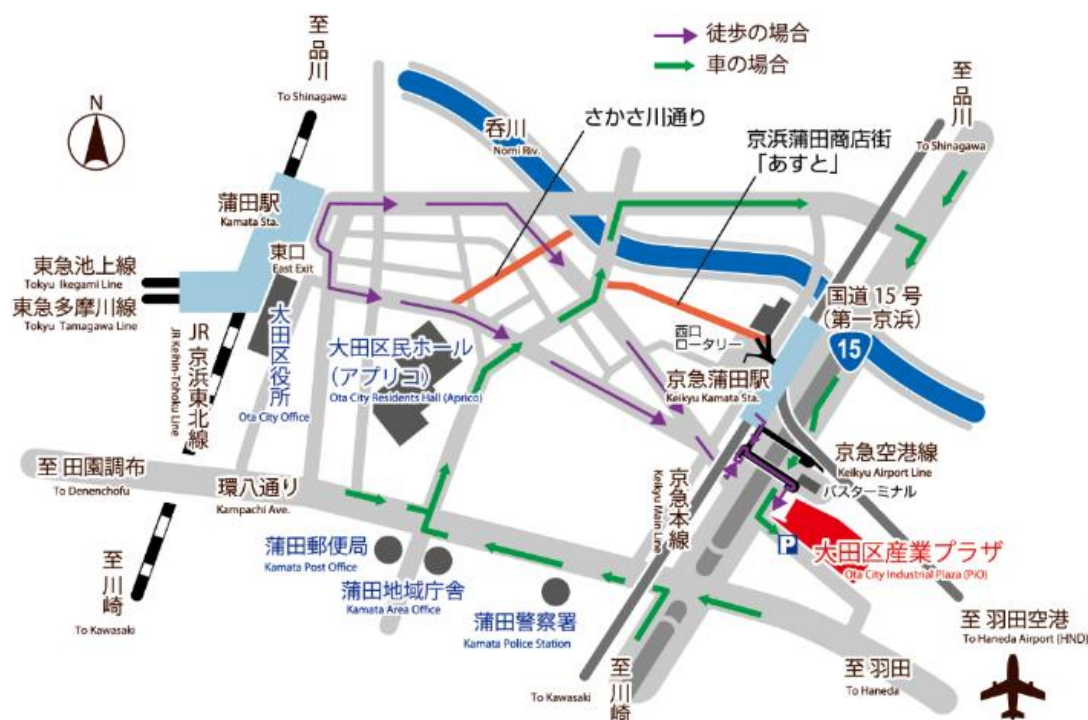 徒歩の場合
車の場合
N
至 品川
To Shinagawa
至 品川
To Shinagawa
さかさ川通り
呑川
Nomi Riv.
京浜蒲田商店街
「あすと」
蒲田駅
Kamata Sta.
東口
East Exit
東急池上線
Tokyu Ikegami Line
東急多摩川線
Tokyu Tamagawa Line
JR 京浜東北線
JR Keihin-Tohoku Line
大田区役所
Ota City Office
大田区民ホール
(アプリコ)
Ota City Residents Hall (Aprico)
西口
ロータリー
京急蒲田駅
Keikyu Kamata Sta.
国道 15 号
(第一京浜)
15
京急空港線
Keikyu Airport Line
バスターミナル
至 田園調布
To Denenchofu
環八通り
Kampachi Ave.
京急本線
Keikyu Main Line
P
大田区産業プラザ
Ota City Industrial Plaza (PiO)
蒲田郵便局
Kamata Post Office
蒲田地域庁舎
Kamata Area Office
蒲田警察署
Kamata Police Station
至 川崎
To Kawasaki
至 川崎
To Kawasaki
至 羽田
To Haneda
至 羽田空港
To Haneda Airport (HND)